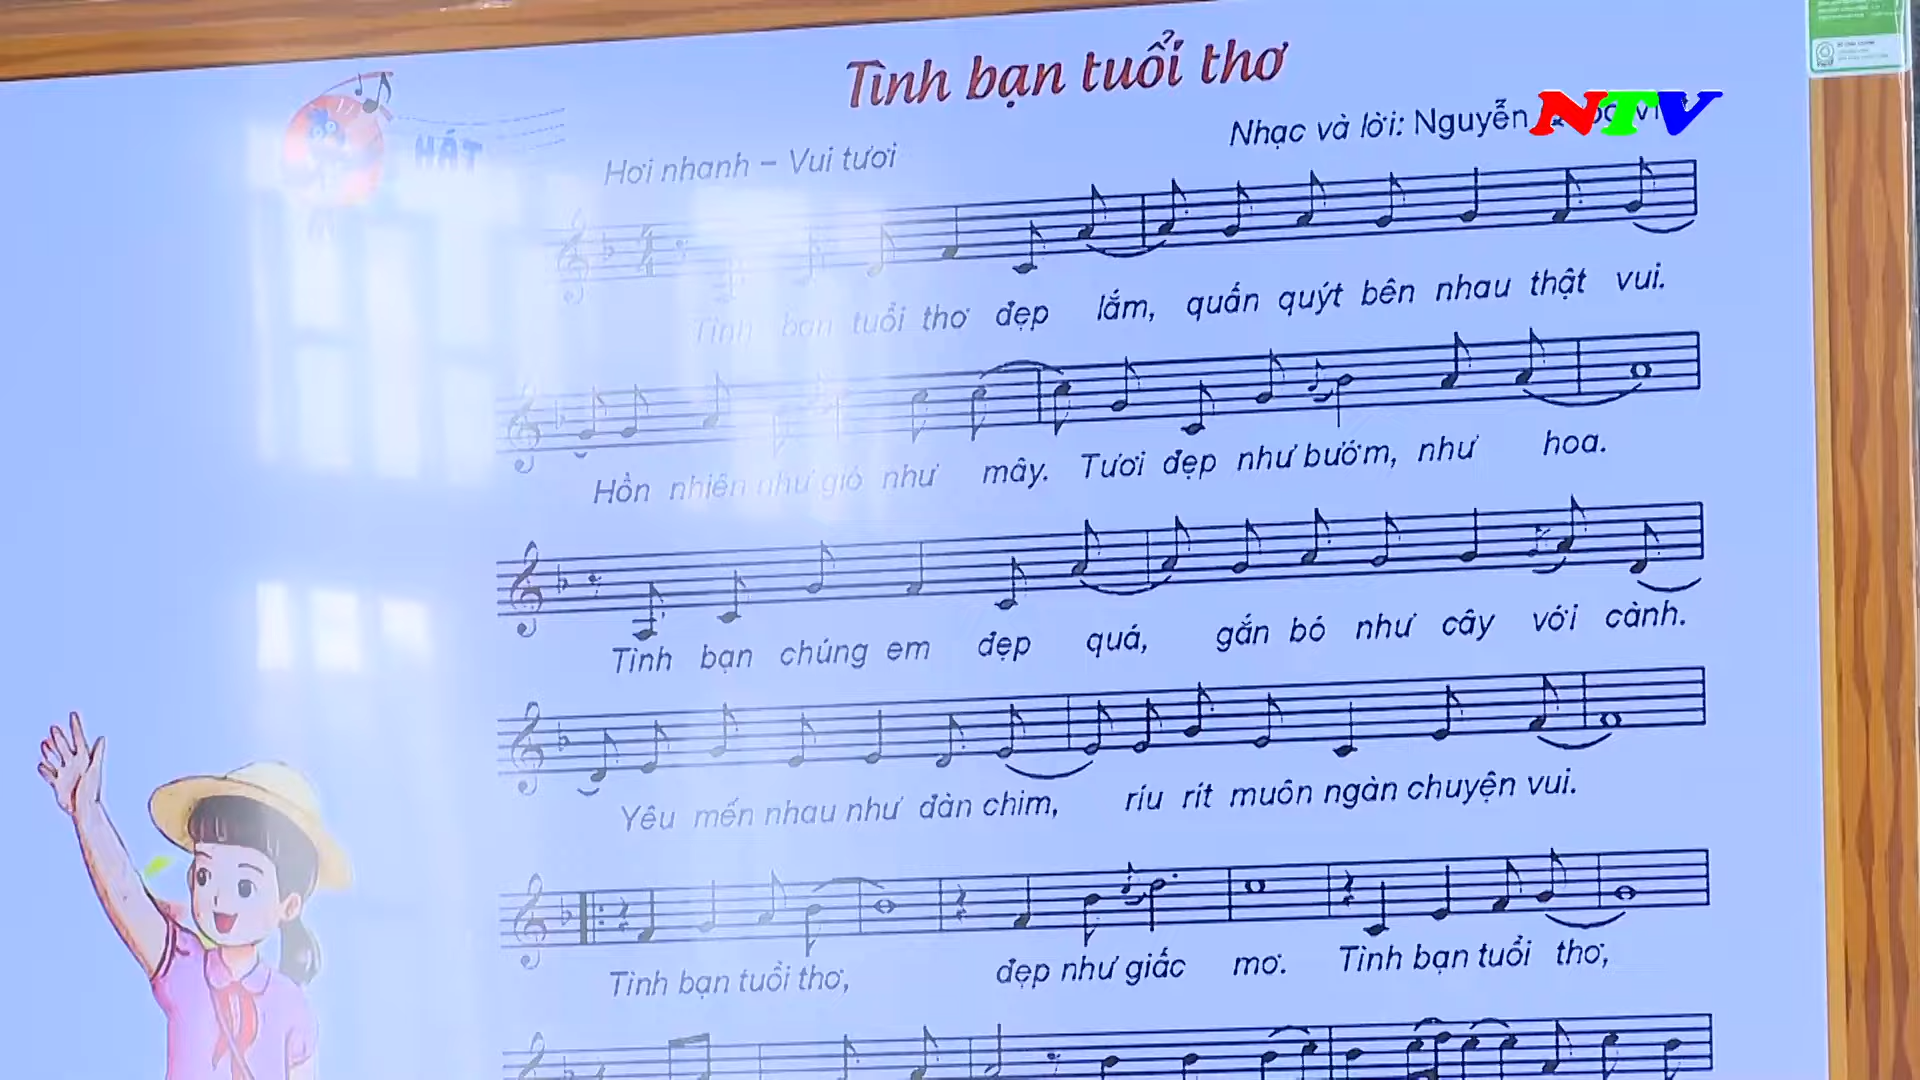 Tình bạn tuổi thơ
NTV
Nhạc và lời: Nguyễn
HÁT
Hơi nhanh – Vui tươi
Tình bạn tuổi thơ đẹp lắm, quấn quýt bên nhau thật vui.
Hồn nhiên như gió như mây. Tươi đẹp như bướm, như hoa.
Tình bạn chúng em đẹp quá, gắn bó như cây với cành.
Yêu mến nhau như đàn chim, ríu rít muôn ngàn chuyện vui.
Tình bạn tuổi thơ, đẹp như giấc mơ. Tình bạn tuổi thơ,